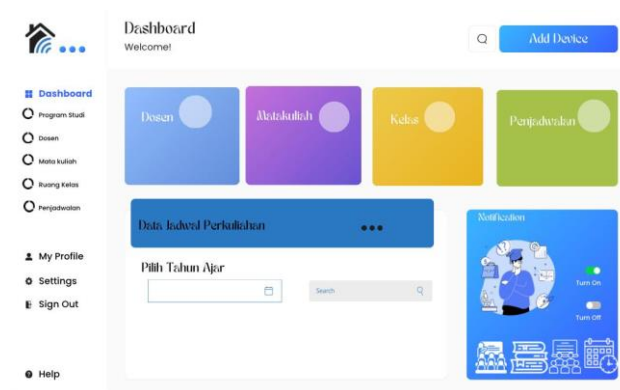 Dashboard
Welcome!
Add Device
Dashboard
Program Studi
Dosen
Mata kuliah
Ruang Kelas
Penjadwalan
My Profile
Settings
Sign Out
Help
Dosen
Matakuliah
Kelas
Penjadwalan
Data Jadwal Perkuliahan
Pilih Tahun Ajar
Search
Notification
Turn On
Turn Off